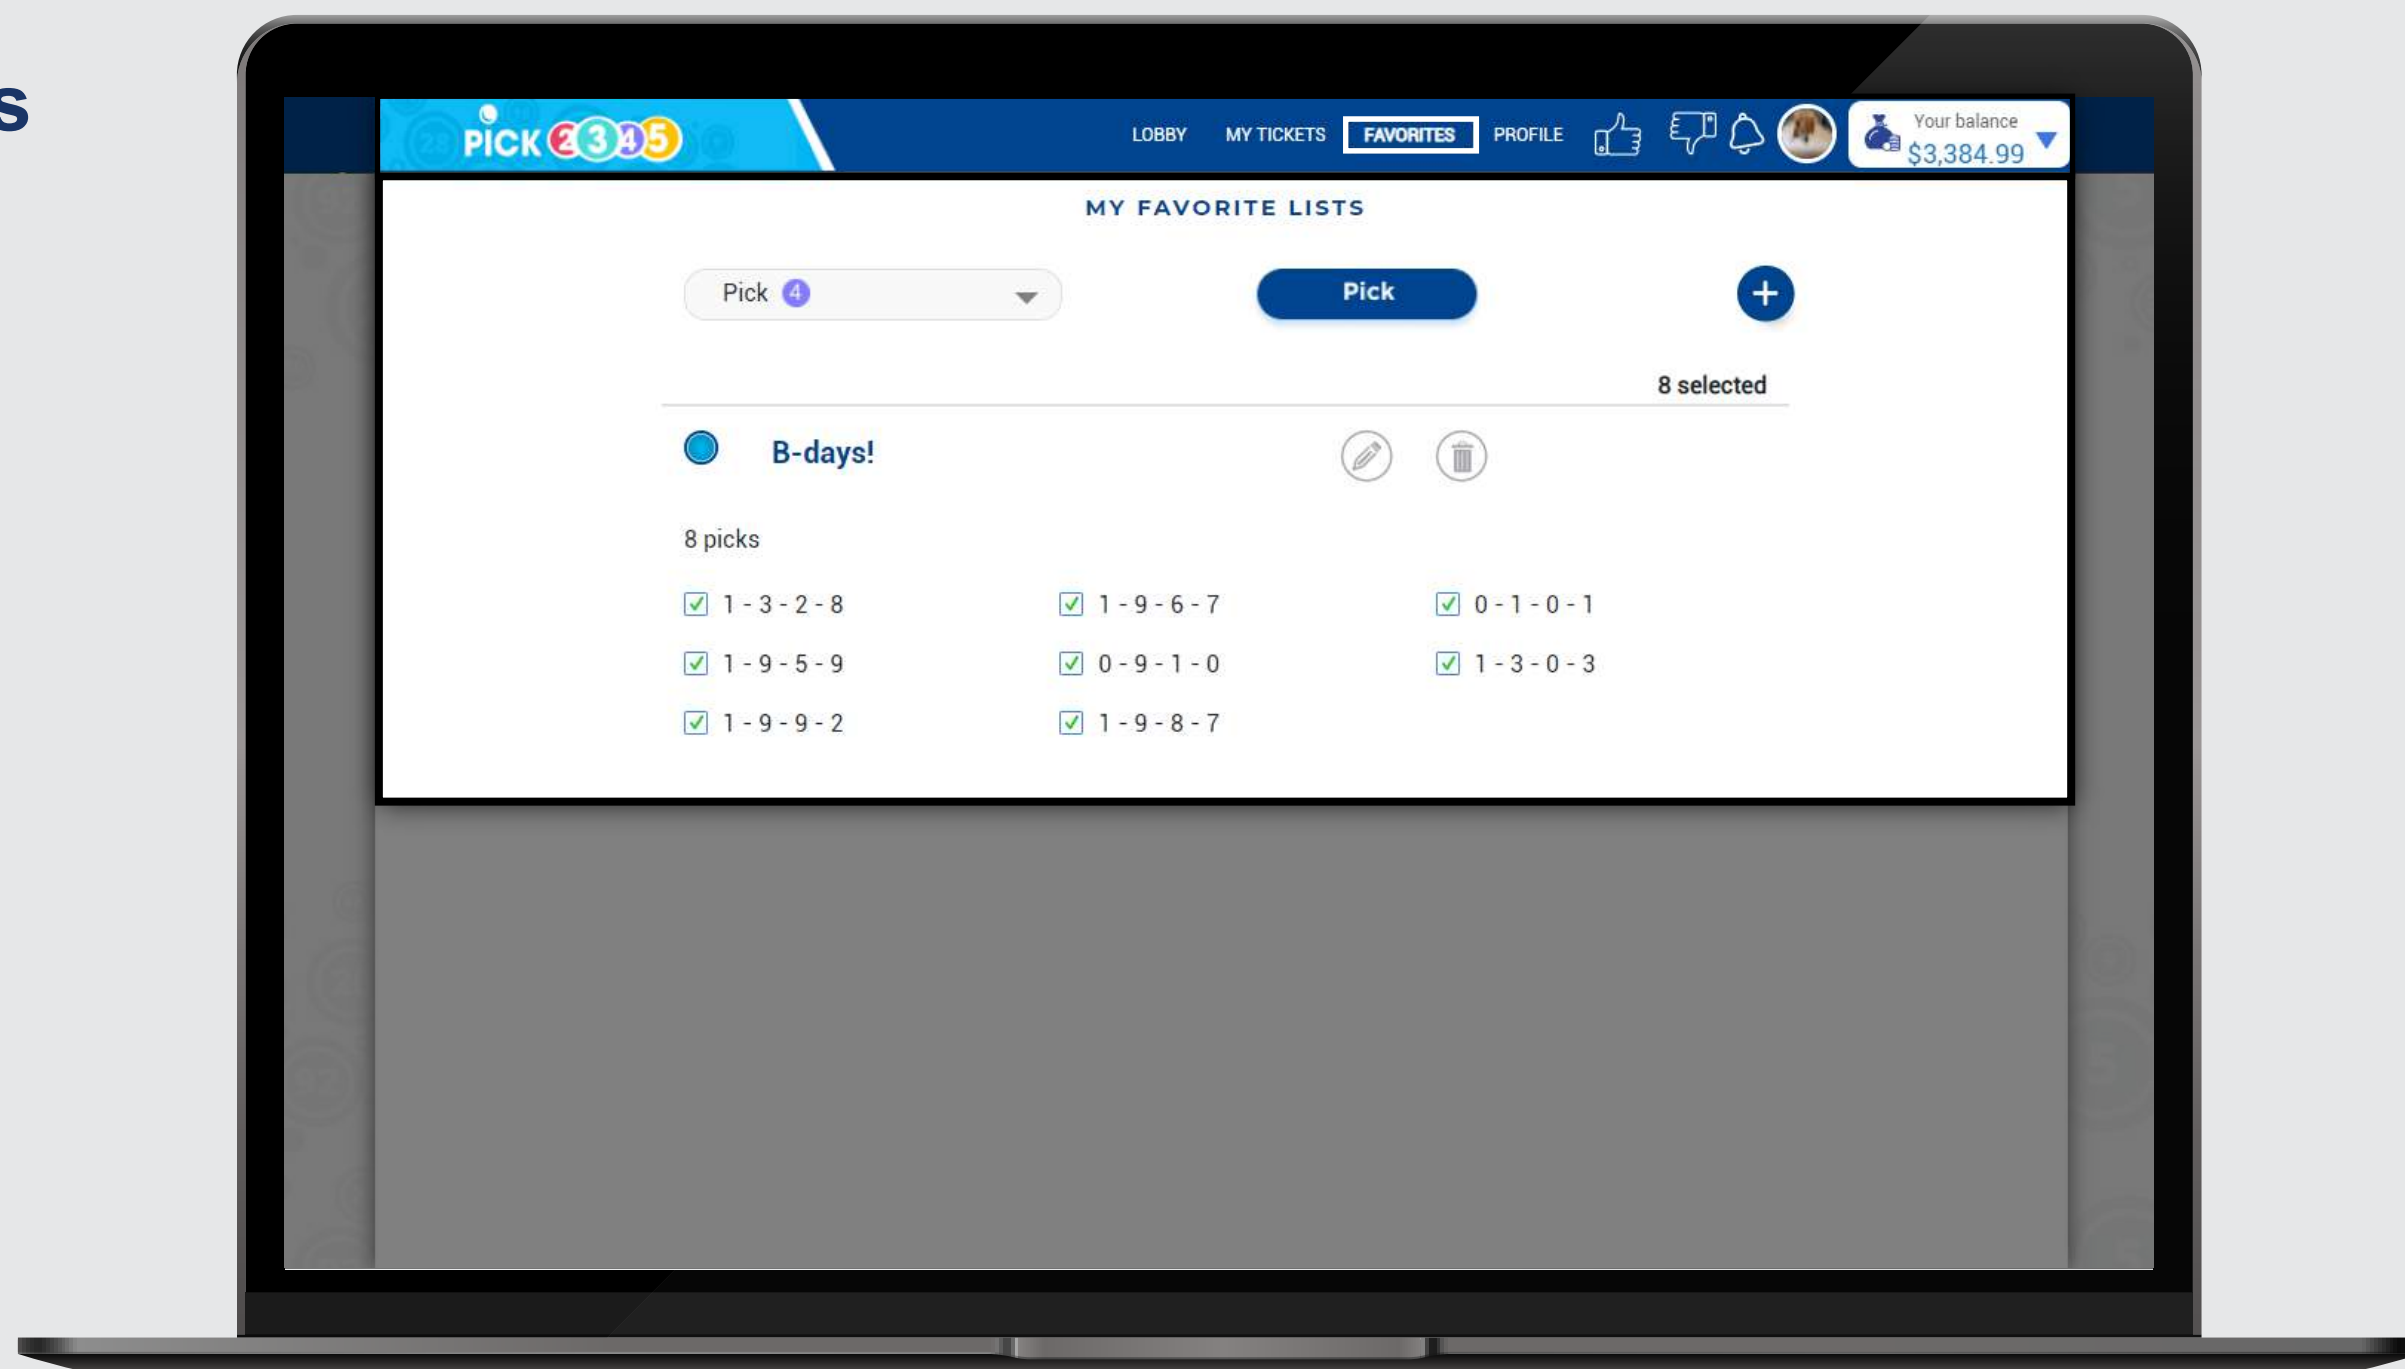 s
PiCK 2345
LOBBY MY TICKETS FAVORITES PROFILE
Your balance
$3,384.99
MY FAVORITE LISTS
Pick 4
Pick
+
8 selected
B-days!
8 picks
1 - 3 - 2 - 8 1 - 9 - 6 - 7 0 - 1 - 0 - 1
1 - 9 - 5 - 9 0 - 9 - 1 - 0 1 - 3 - 0 - 3
1 - 9 - 9 - 2 1 - 9 - 8 - 7